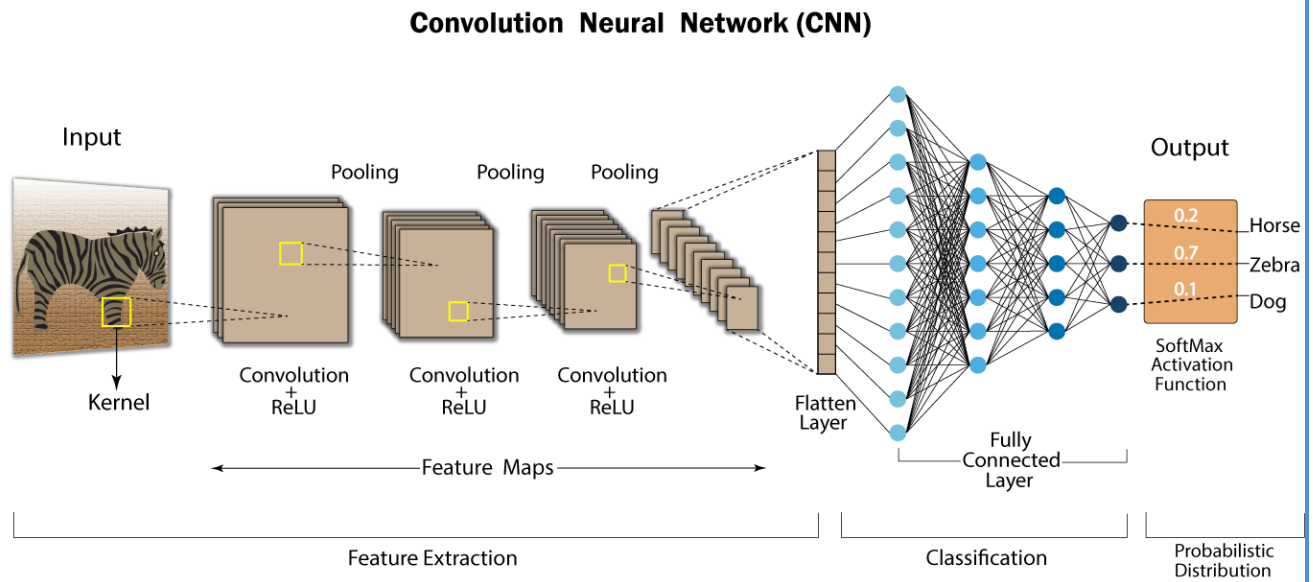 Convolution Neural Network (CNN)
Input
Kernel
Pooling
Pooling
Pooling
Convolution
+
ReLU
Convolution
+
ReLU
Convolution
+
ReLU
Feature Maps
Flatten
Layer
Fully
Connected
Layer
Output
0.2
0.7
0.1
Horse
Zebra
Dog
SoftMax
Activation
Function
Feature Extraction
Classification
Probabilistic
Distribution